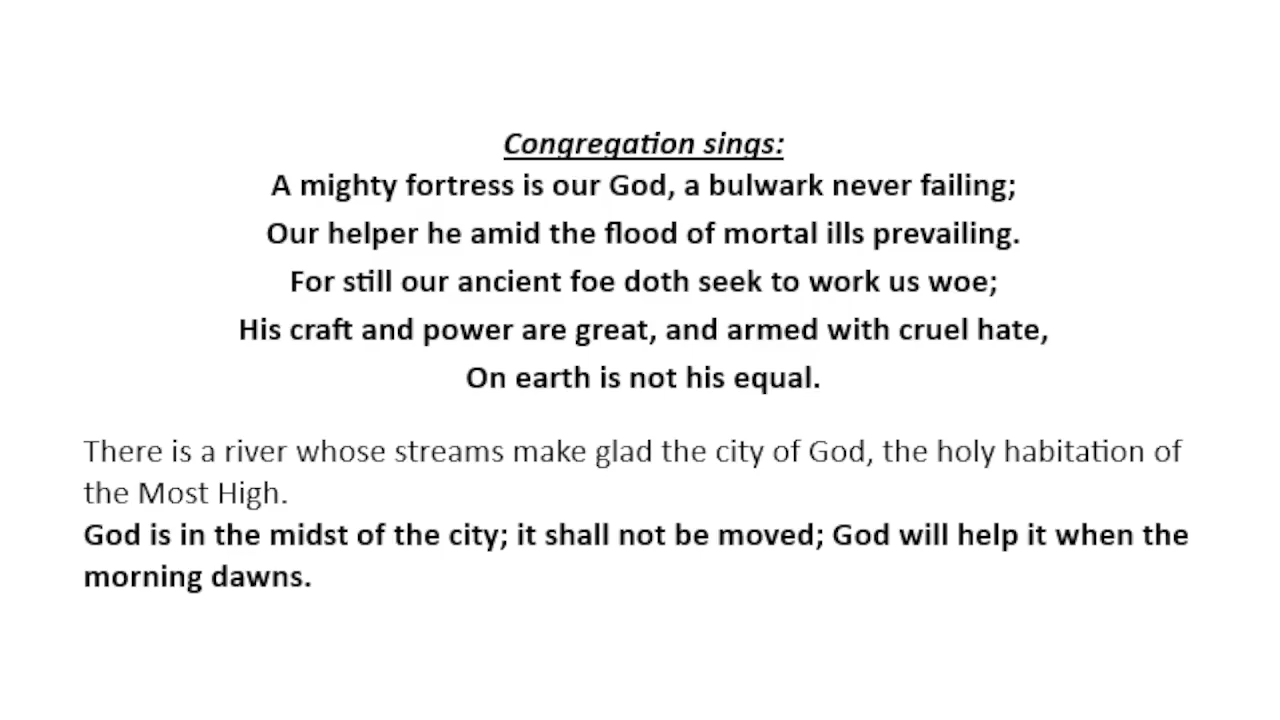 Congregation sings:
A mighty fortress is our God, a bulwark never failing;
Our helper he amid the flood of mortal ills prevailing.
For still our ancient foe doth seek to work us woe;
His craft and power are great, and armed with cruel hate,
On earth is not his equal.
There is a river whose streams make glad the city of God, the holy habitation of
the Most High.
God is in the midst of the city; it shall not be moved; God will help it when the
morning dawns.